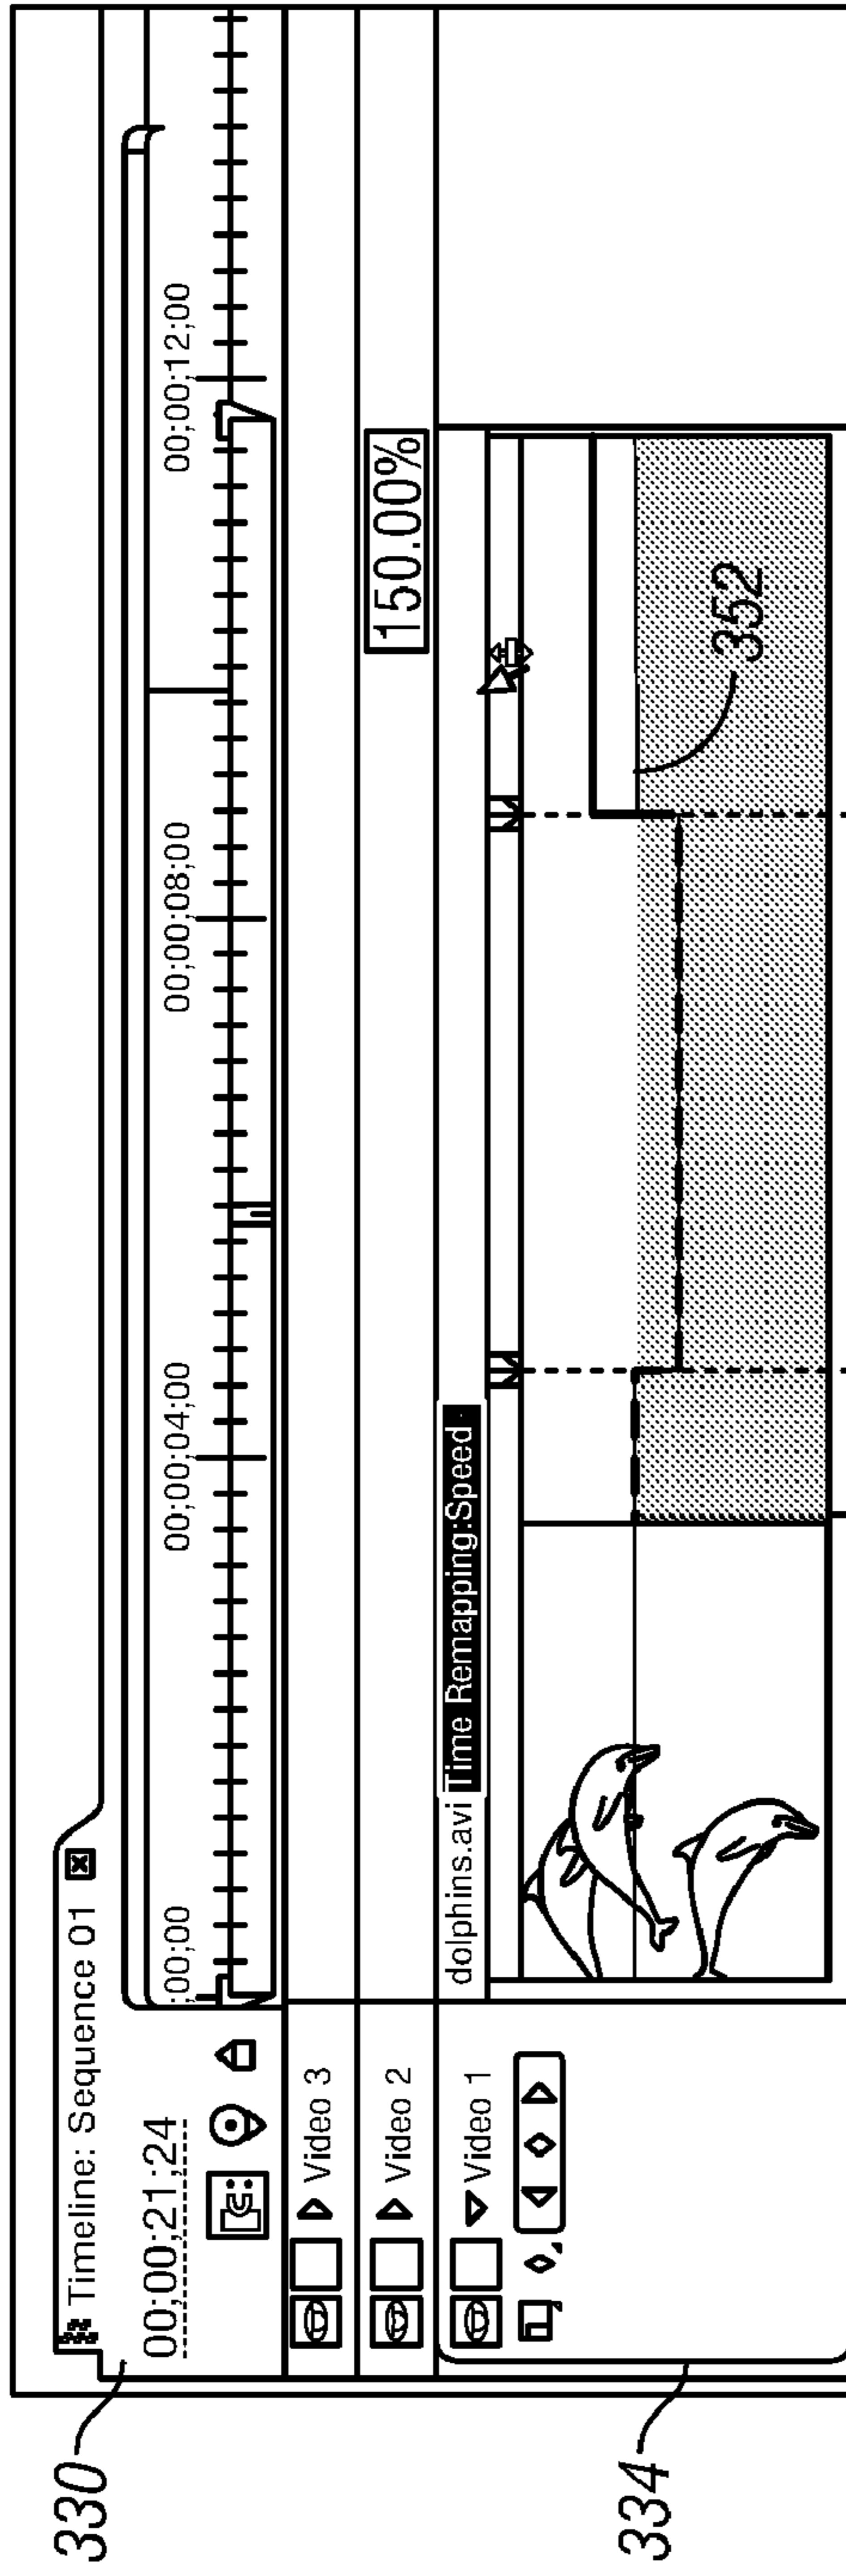 330
Timeline: Sequence 01
00;00;21;24
;00;00
00;00;04;00
00;00;08;00
00;00;12;00
Video 3
Video 2
150.00%
Video 1
dolphins.avi Time Remapping:Speed
352
334